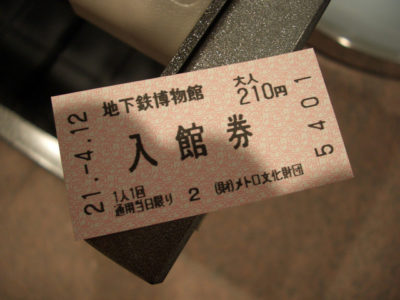 21.-4.12
地下鉄博物館
大人
210円
入館券
1人1回
通用当日限り
2
(財)メトロ文化財団
5401